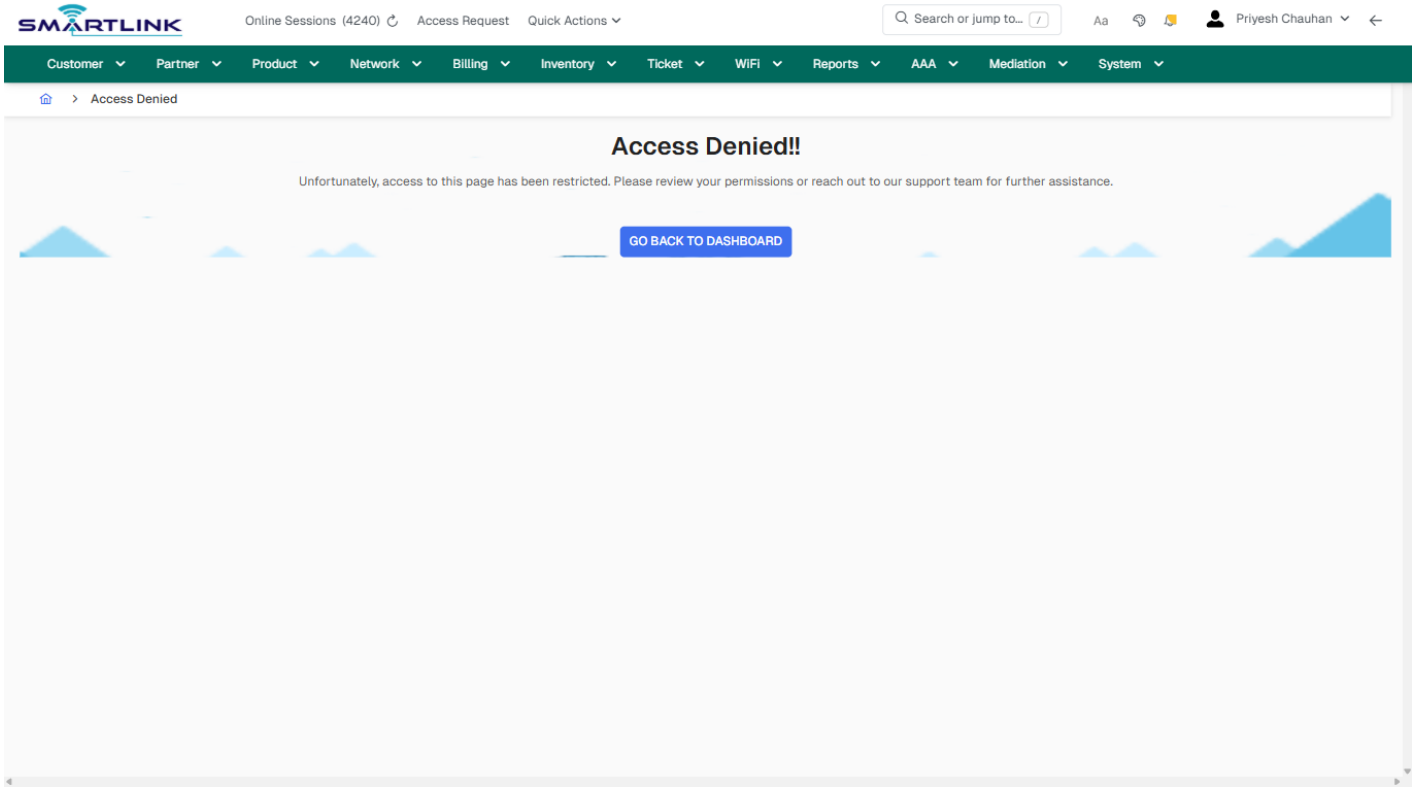 SMARTLINK Online Sessions (4240) Access Request Quick Actions Search or jump to... / Aa Priyesh Chauhan
Customer Partner Product Network Billing Inventory Ticket WiFi Reports AAA Mediation System
> Access Denied
Access Denied!!
Unfortunately, access to this page has been restricted. Please review your permissions or reach out to our support team for further assistance.
GO BACK TO DASHBOARD